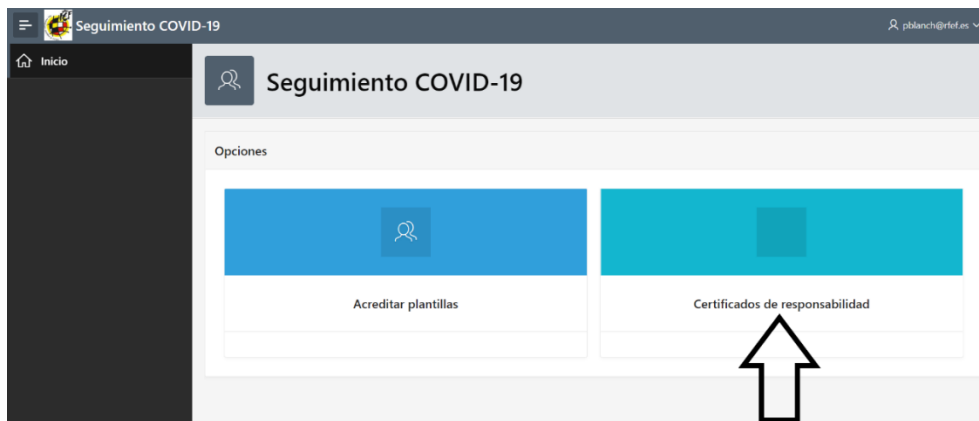 Seguimiento COVID-19
pblanch@rfef.es
Inicio
Seguimiento COVID-19
Opciones
Acreditar plantillas
Certificados de responsabilidad